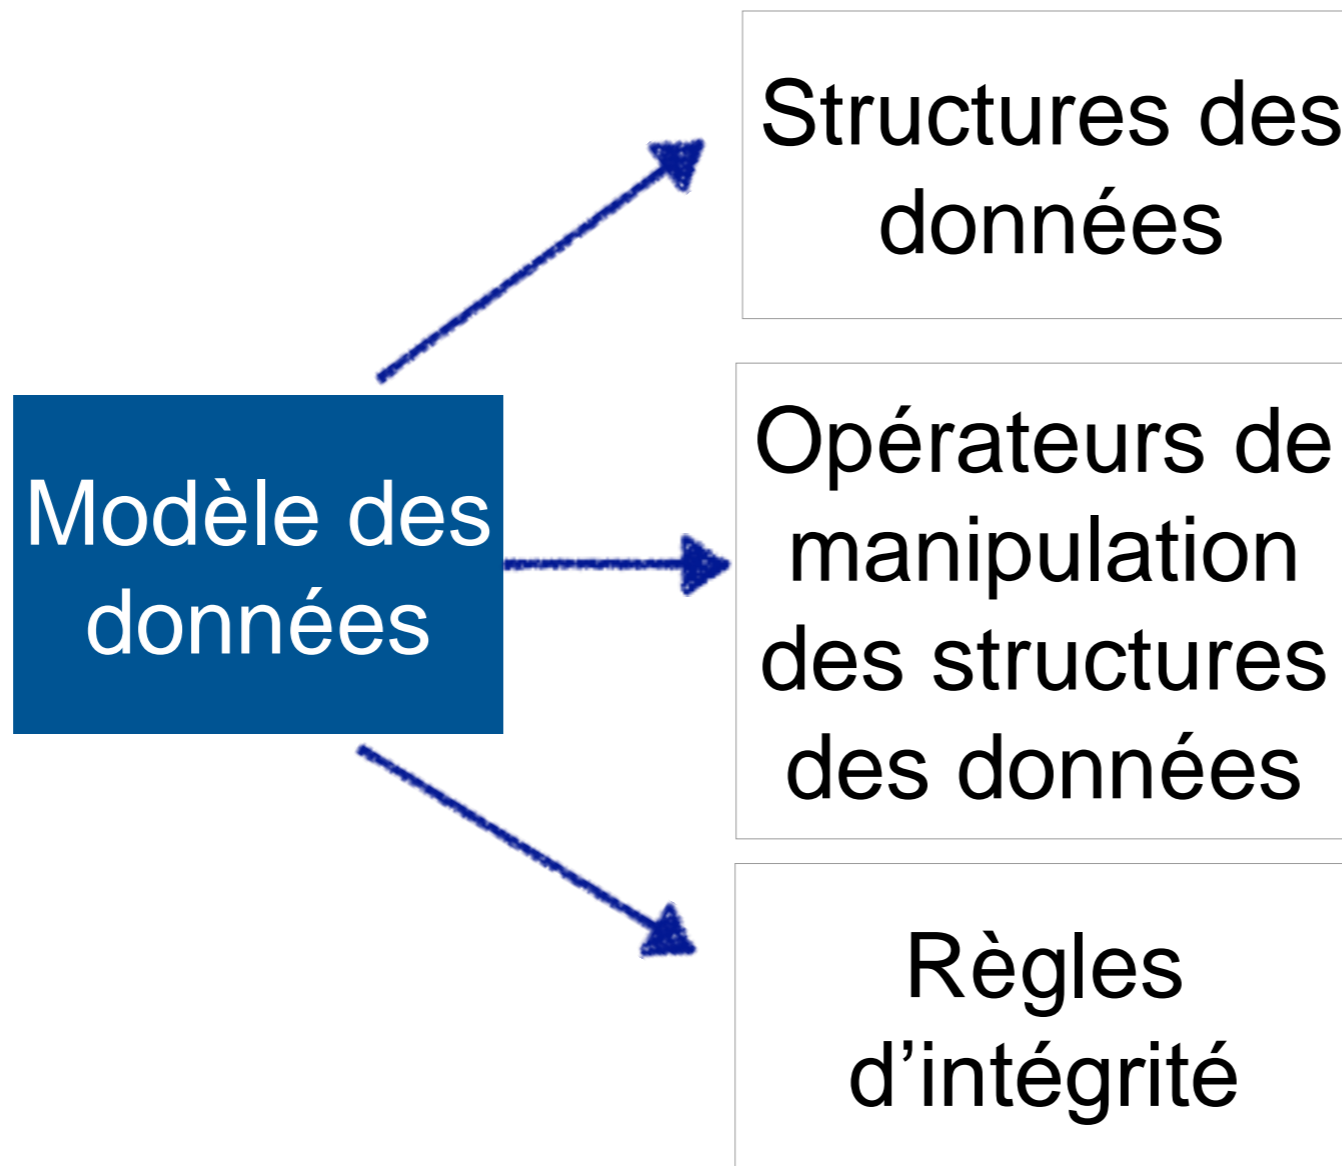 Structures des
données
Modèle des
données
Opérateurs de
manipulation
des structures
des données
Règles
d’intégrité